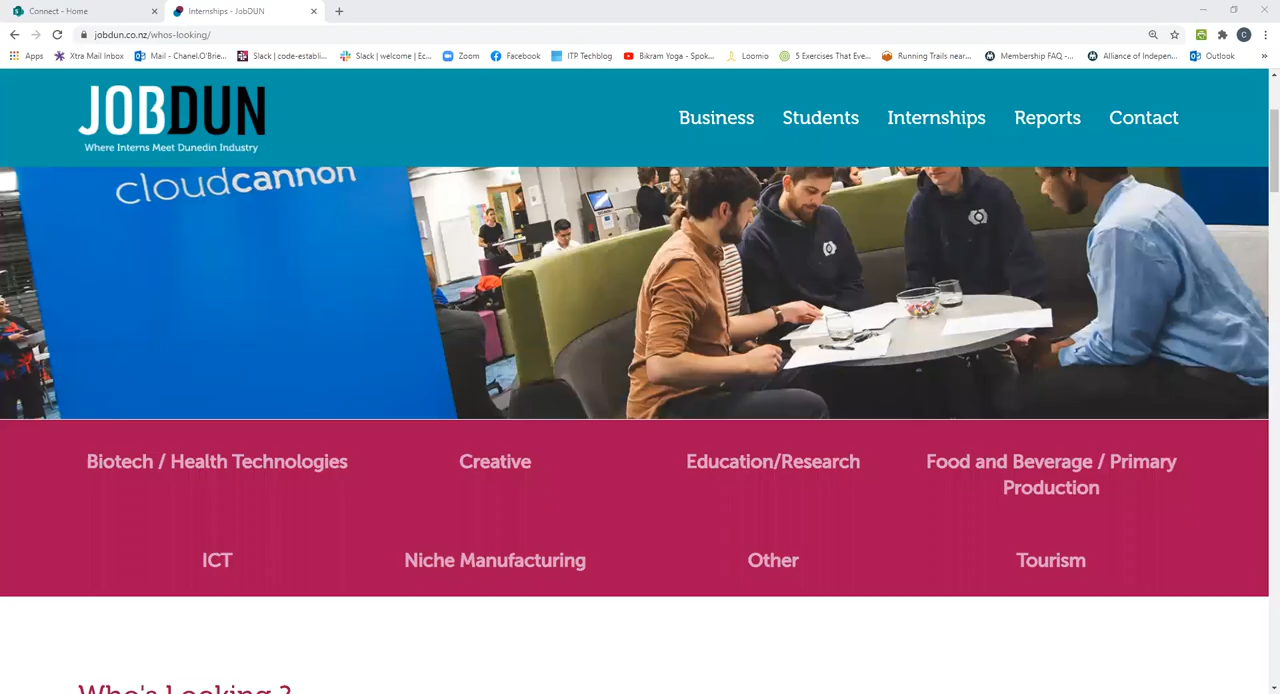 Connect - Home
Internships - JobDUN
jobdun.co.nz/whos-looking/
C
Apps
Xtra Mail Inbox
Mail - Chanel.O'Brie...
Slack | code-establi...
Slack | welcome | Ec...
Zoom
Facebook
ITP Techblog
Bikram Yoga - Spok...
Loomio
5 Exercises That Eve...
Running Trails near...
Membership FAQ -...
Alliance of Indepen...
Outlook
JOBDUN
Where Interns Meet Dunedin Industry
Business
Students
Internships
Reports
Contact
cloudcannon
Biotech / Health Technologies
Creative
Education/Research
Food and Beverage / Primary
Production
ICT
Niche Manufacturing
Other
Tourism
Who's Looking ?